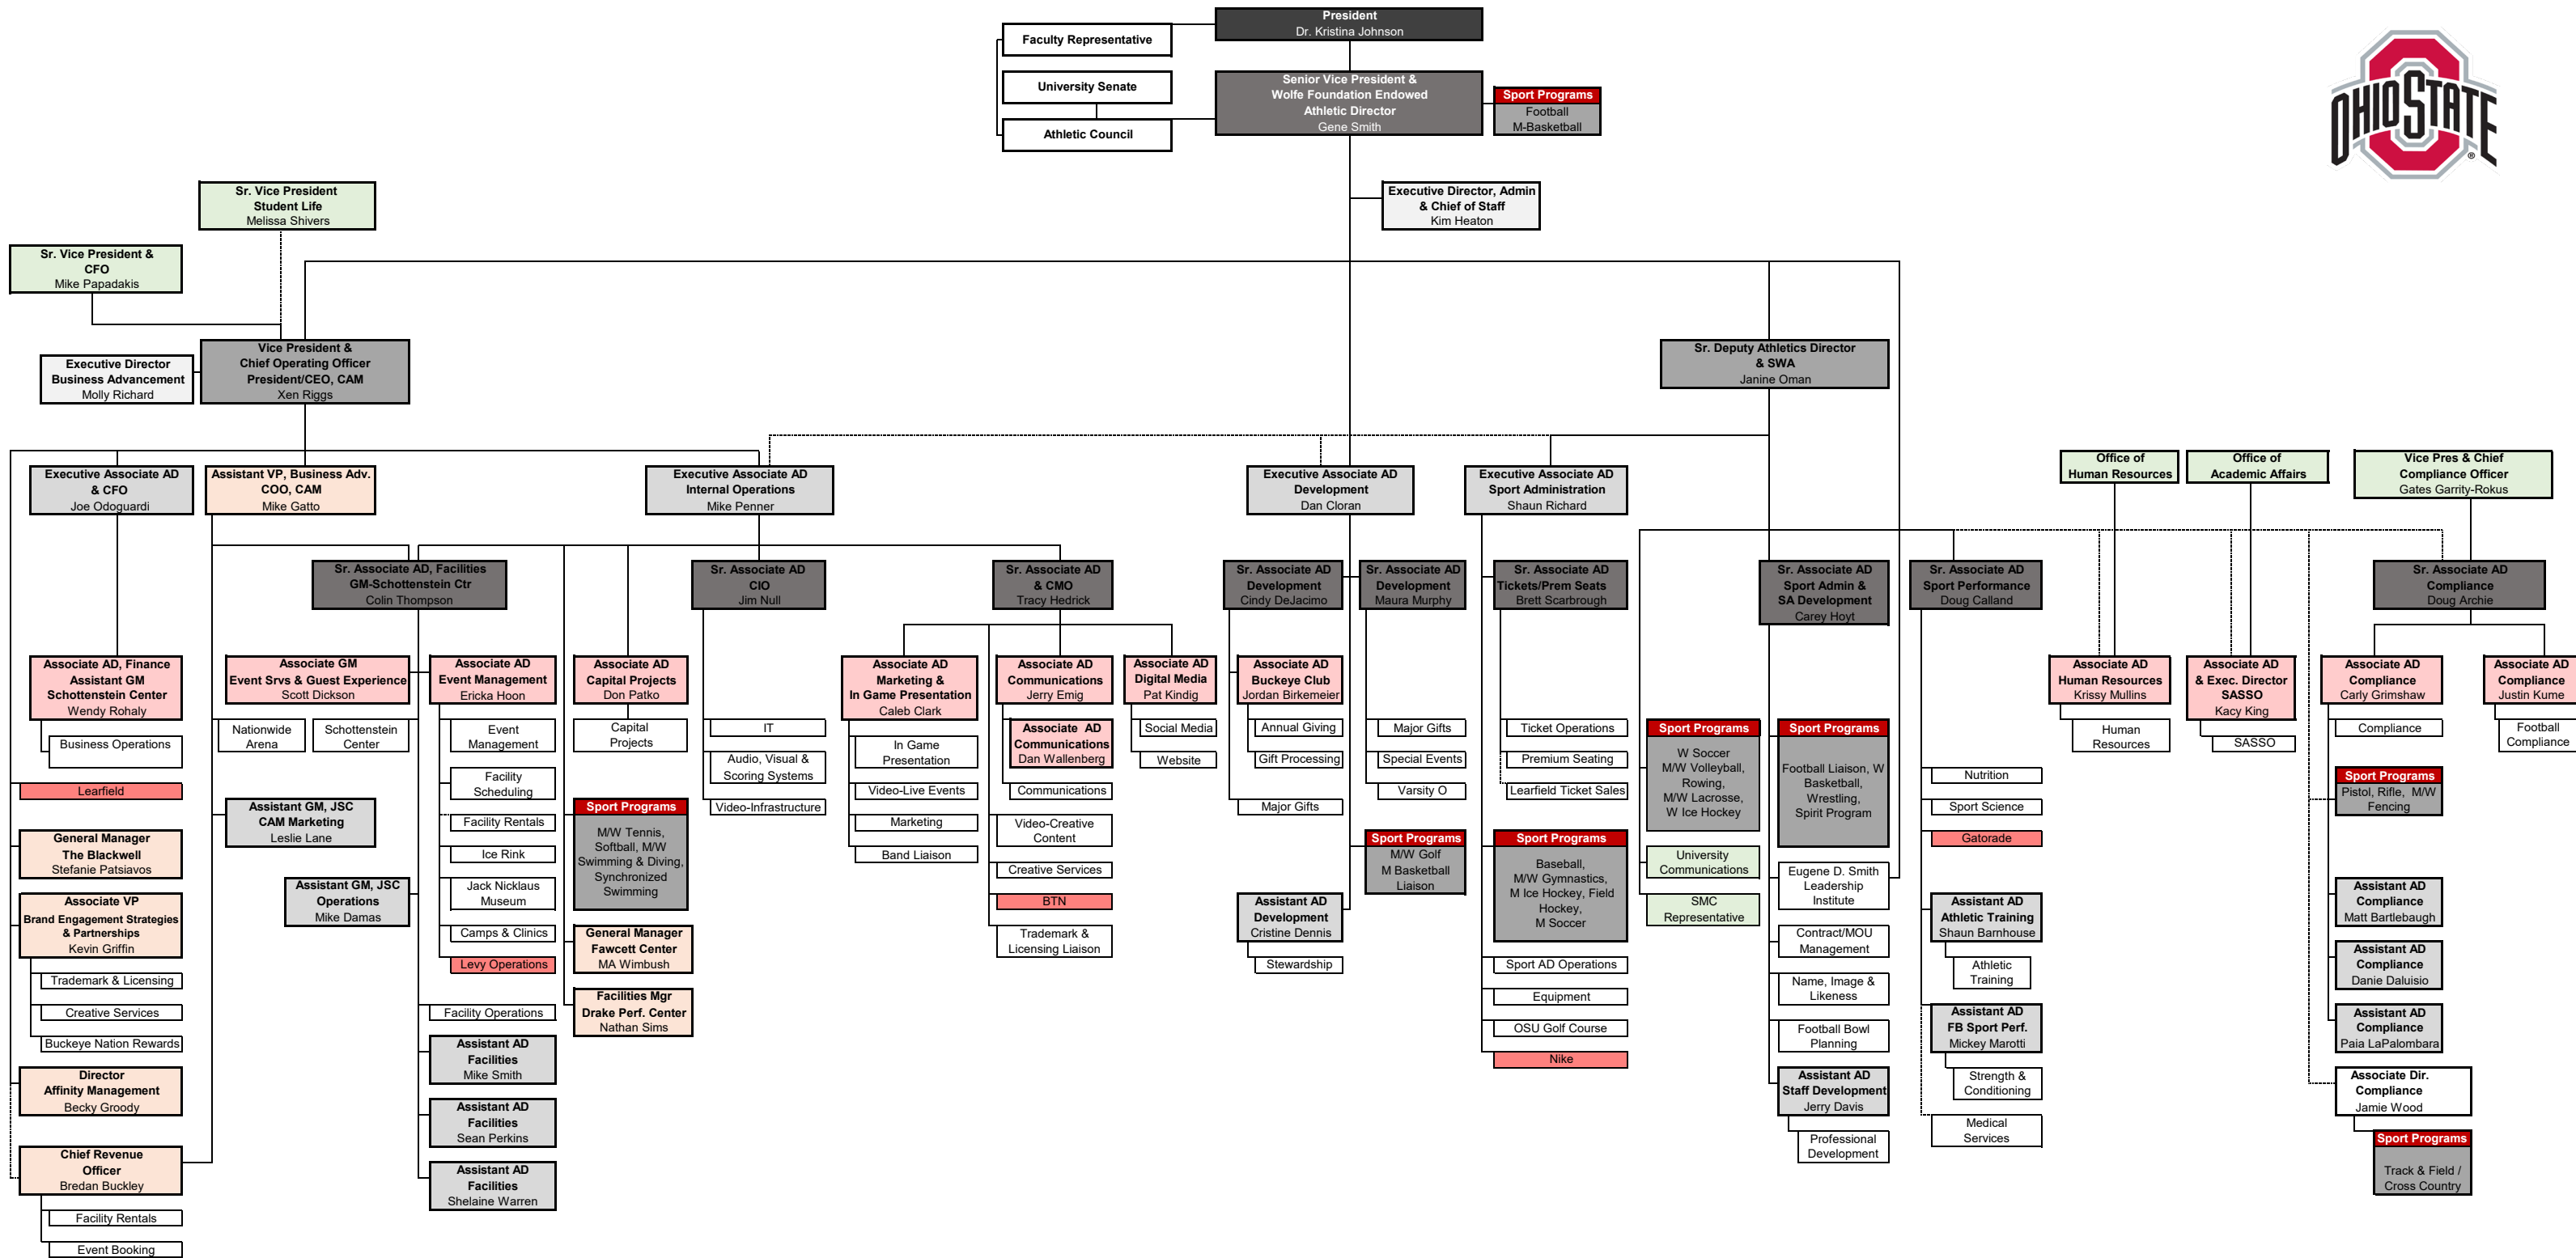 President
Dr. Kristina Johnson
Faculty Representative
University Senate
Athletic Council
Senior Vice President &
Wolfe Foundation Endowed
Athletic Director
Gene Smith
Sport Programs
Football
M-Basketball
OHIO STATE
®
Executive Director, Admin
& Chief of Staff
Kim Heaton
Sr. Vice President
Student Life
Melissa Shivers
Sr. Vice President &
CFO
Mike Papadakis
Executive Director
Business Advancement
Molly Richard
Vice President &
Chief Operating Officer
President/CEO, CAM
Xen Riggs
Sr. Deputy Athletics Director
& SWA
Janine Oman
Executive Associate AD
& CFO
Joe Odoguardi
Assistant VP, Business Adv.
COO, CAM
Mike Gatto
Executive Associate AD
Internal Operations
Mike Penner
Executive Associate AD
Development
Dan Cloran
Executive Associate AD
Sport Administration
Shaun Richard
Office of
Human Resources
Office of
Academic Affairs
Vice Pres & Chief
Compliance Officer
Gates Garrity-Rokus
Sr. Associate AD, Facilities
GM-Schottenstein Ctr
Colin Thompson
Sr. Associate AD
CIO
Jim Null
Sr. Associate AD
& CMO
Tracy Hedrick
Sr. Associate AD
Development
Cindy DeJacimo
Sr. Associate AD
Development
Maura Murphy
Sr. Associate AD
Tickets/Prem Seats
Brett Scarbrough
Sr. Associate AD
Sport Admin &
SA Development
Carey Hoyt
Sr. Associate AD
Sport Performance
Doug Calland
Sr. Associate AD
Compliance
Doug Archie
Associate AD, Finance
Assistant GM
Schottenstein Center
Wendy Rohaly
Business Operations
Learfield
General Manager
The Blackwell
Stefanie Patsiavos
Associate VP
Brand Engagement Strategies
& Partnerships
Kevin Griffin
Trademark & Licensing
Creative Services
Buckeye Nation Rewards
Director
Affinity Management
Becky Groody
Chief Revenue
Officer
Bredan Buckley
Facility Rentals
Event Booking
Associate GM
Event Srvs & Guest Experience
Scott Dickson
Nationwide
Arena
Schottenstein
Center
Assistant GM, JSC
CAM Marketing
Leslie Lane
Assistant GM, JSC
Operations
Mike Damas
Associate AD
Event Management
Ericka Hoon
Event
Management
Facility
Scheduling
Facility Rentals
Ice Rink
Jack Nicklaus
Museum
Camps & Clinics
Levy Operations
Facility Operations
Assistant AD
Facilities
Mike Smith
Assistant AD
Facilities
Sean Perkins
Assistant AD
Facilities
Shelaine Warren
Associate AD
Capital Projects
Don Patko
Capital
Projects
Sport Programs
M/W Tennis,
Softball, M/W
Swimming & Diving,
Synchronized
Swimming
General Manager
Fawcett Center
MA Wimbush
Facilities Mgr
Drake Perf. Center
Nathan Sims
IT
Audio, Visual &
Scoring Systems
Video-Infrastructure
Associate AD
Marketing &
In Game Presentation
Caleb Clark
In Game
Presentation
Video-Live Events
Marketing
Band Liaison
Associate AD
Communications
Jerry Emig
Associate AD
Communications
Dan Wallenberg
Communications
Video-Creative
Content
Creative Services
BTN
Trademark &
Licensing Liaison
Associate AD
Digital Media
Pat Kindig
Social Media
Website
Associate AD
Buckeye Club
Jordan Birkemeier
Annual Giving
Gift Processing
Major Gifts
Assistant AD
Development
Cristine Dennis
Stewardship
Major Gifts
Special Events
Varsity O
Sport Programs
M/W Golf
M Basketball
Liaison
Ticket Operations
Premium Seating
Learfield Ticket Sales
Sport Programs
Baseball,
M/W Gymnastics,
M Ice Hockey, Field
Hockey,
M Soccer
Sport AD Operations
Equipment
OSU Golf Course
Nike
Sport Programs
W Soccer
M/W Volleyball,
Rowing,
M/W Lacrosse,
W Ice Hockey
University
Communications
SMC
Representative
Sport Programs
Football Liaison, W
Basketball,
Wrestling,
Spirit Program
Eugene D. Smith
Leadership
Institute
Contract/MOU
Management
Name, Image &
Likeness
Football Bowl
Planning
Assistant AD
Staff Development
Jerry Davis
Professional
Development
Nutrition
Sport Science
Gatorade
Assistant AD
Athletic Training
Shaun Barnhouse
Athletic
Training
Assistant AD
FB Sport Perf.
Mickey Marotti
Strength &
Conditioning
Medical
Services
Associate AD
Human Resources
Krissy Mullins
Human
Resources
Associate AD
& Exec. Director
SASSO
Kacy King
SASSO
Associate AD
Compliance
Carly Grimshaw
Compliance
Sport Programs
Pistol, Rifle, M/W
Fencing
Assistant AD
Compliance
Matt Bartlebaugh
Assistant AD
Compliance
Danie Daluisio
Assistant AD
Compliance
Paia LaPalombara
Associate Dir.
Compliance
Jamie Wood
Sport Programs
Track & Field /
Cross Country
Associate AD
Compliance
Justin Kume
Football
Compliance